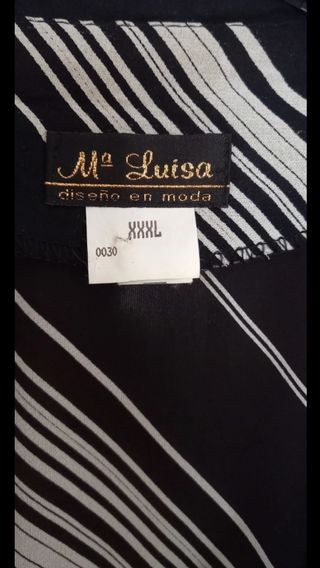 Mª Luisa
diseño en moda
XXXL
0030